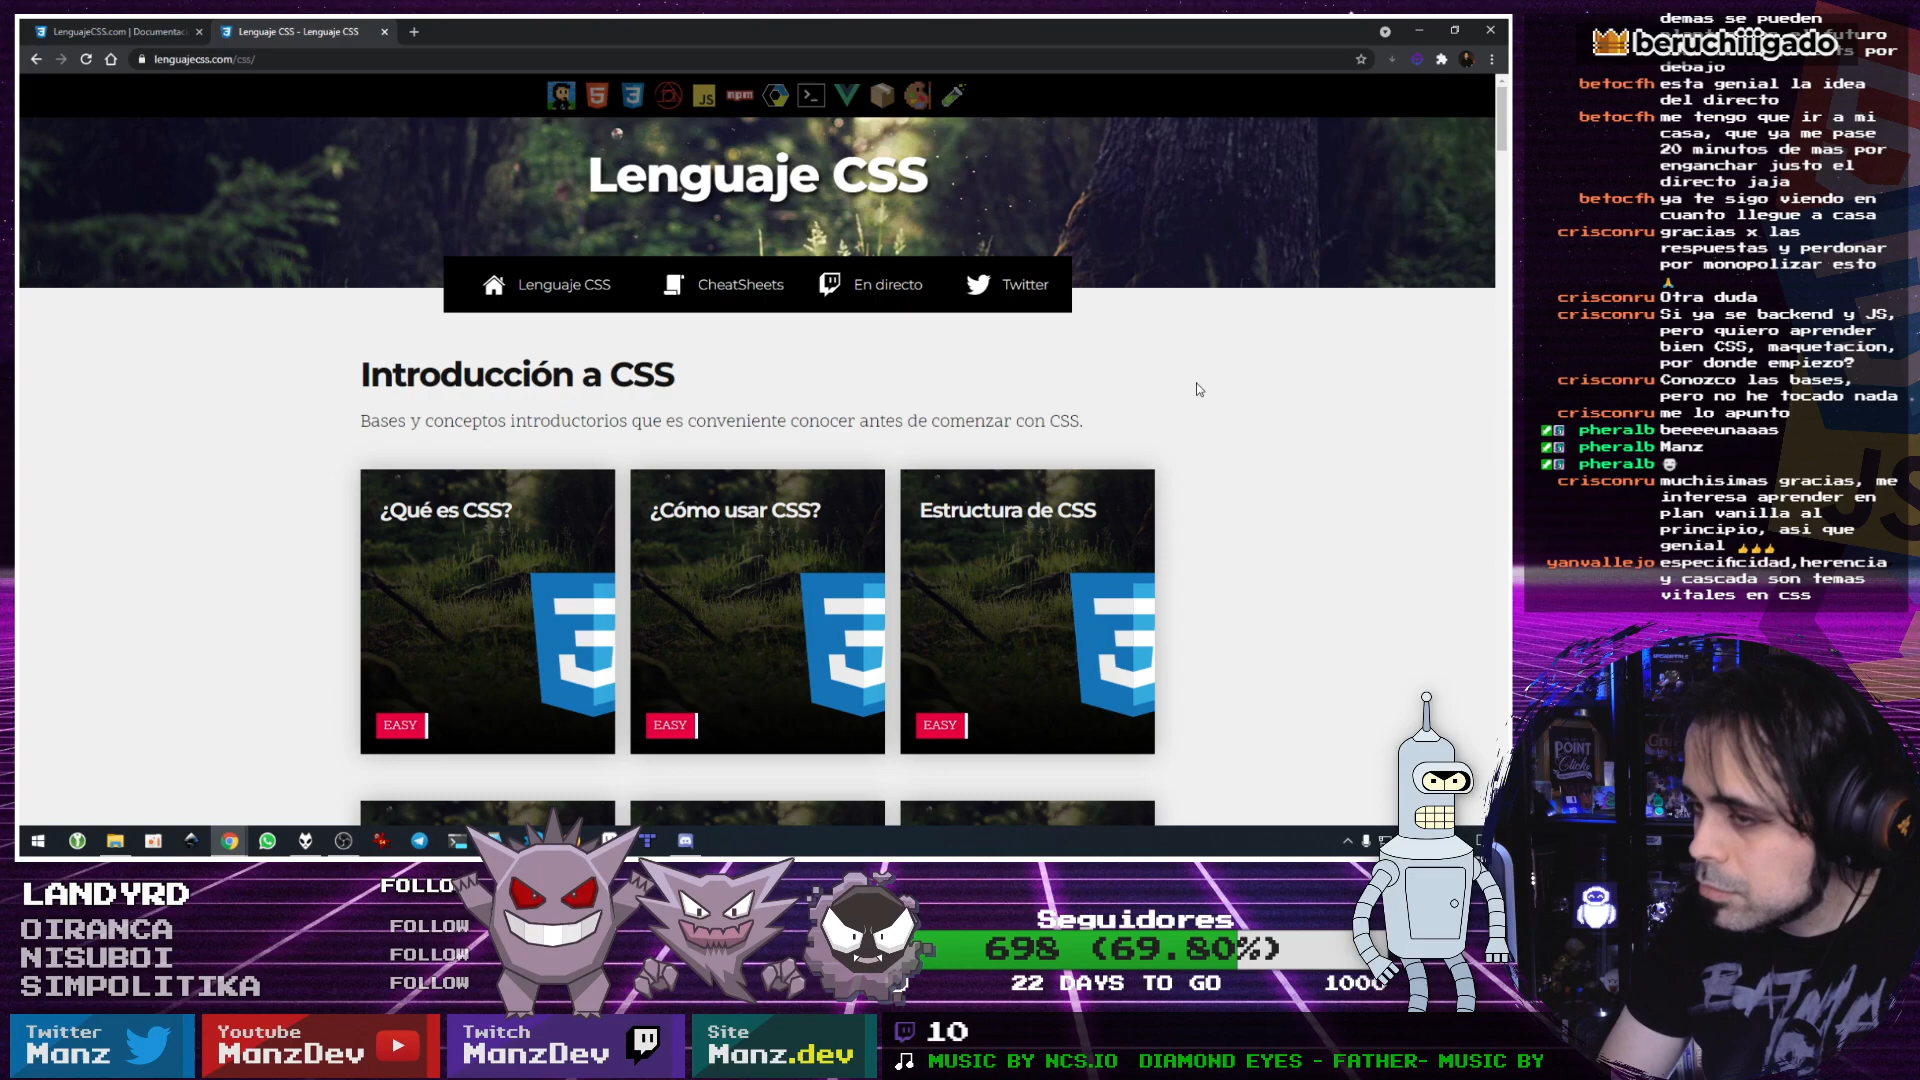 LenguajeCSS.com | Documentac
Lenguaje CSS - Lenguaje CSS
lenguajecss.com/css/
JS
npm
Lenguaje CSS
Lenguaje CSS
CheatSheets
En directo
Twitter
Introducción a CSS
Bases y conceptos introductorios que es conveniente conocer antes de comenzar con CSS.
¿Qué es CSS?
¿Cómo usar CSS?
Estructura de CSS
EASY
EASY
EASY
demas se pueden
beruchiiigado
debajo
betocfh esta genial la idea
del directo
betocfh me tengo que ir a mi
casa, que ya me pase
20 minutos de mas por
enganchar justo el
directo jaja
betocfh ya te sigo viendo en
cuanto llegue a casa
crisconru gracias x las
respuestas y perdonar
por monopolizar esto
🙏
crisconru Otra duda
crisconru Si ya se backend y JS,
pero quiero aprender
bien CSS, maquetacion,
por donde empiezo?
crisconru Conozco las bases,
pero no he tocado nada
crisconru me lo apunto
pheralb beeeeunaaas
pheralb Manz
pheralb
crisconru muchisimas gracias, me
interesa aprender en
plan vanilla al
principio, asi que
genial 👍👍👍
yanvallejo especificidad,herencia
y cascada son temas
vitales en css
POINT
Click
LANDYRD
FOLLO
OIRANCA
FOLLOW
NISUBOI
FOLLOW
SIMPOLITIKA
FOLLOW
Seguidores
698 (69.80%)
22 DAYS TO GO
1000
Twitter
Manz
Youtube
ManzDev
Twitch
ManzDev
Site
Manz.dev
10
MUSIC BY NCS.IO DIAMOND EYES - FATHER- MUSIC BY